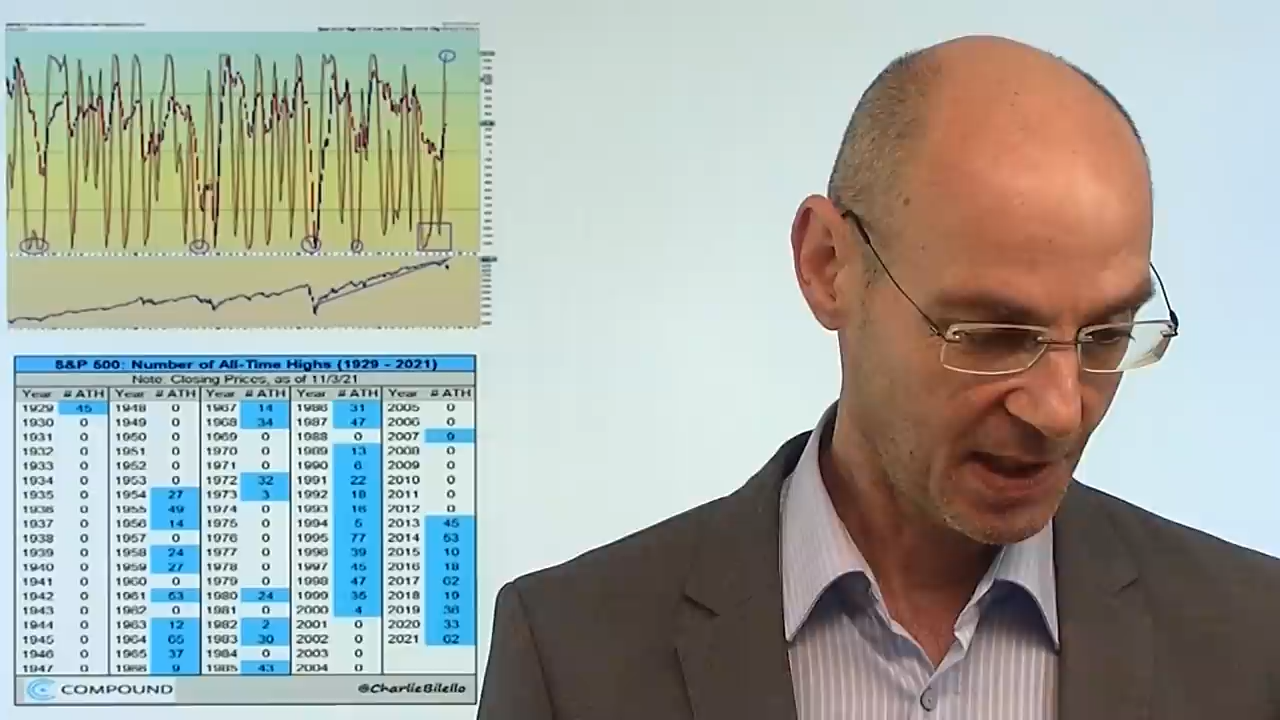 S&P 500: Number of All-Time Highs (1929 - 2021)
Note: Closing Prices, as of 11/3/21
Year # ATH Year # ATH Year # ATH Year # ATH Year # ATH
1929 45 1948 0 1967 14 1986 31 2005 0
1930 0 1949 0 1968 34 1987 47 2006 0
1931 0 1950 0 1969 0 1988 0 2007 9
1932 0 1951 0 1970 0 1989 13 2008 0
1933 0 1952 0 1971 0 1990 6 2009 0
1934 0 1953 0 1972 32 1991 22 2010 0
1935 0 1954 27 1973 3 1992 18 2011 0
1936 0 1955 49 1974 0 1993 16 2012 0
1937 0 1956 14 1975 0 1994 5 2013 45
1938 0 1957 0 1976 0 1995 77 2014 53
1939 0 1958 24 1977 0 1996 39 2015 10
1940 0 1959 27 1978 0 1997 45 2016 18
1941 0 1960 0 1979 0 1998 47 2017 62
1942 0 1961 53 1980 24 1999 35 2018 19
1943 0 1962 0 1981 0 2000 4 2019 36
1944 0 1963 12 1982 2 2001 0 2020 33
1945 0 1964 65 1983 30 2002 0 2021 62
1946 0 1965 37 1984 0 2003 0
1947 0 1966 9 1985 43 2004 0
COMPOUND @CharlieBilello